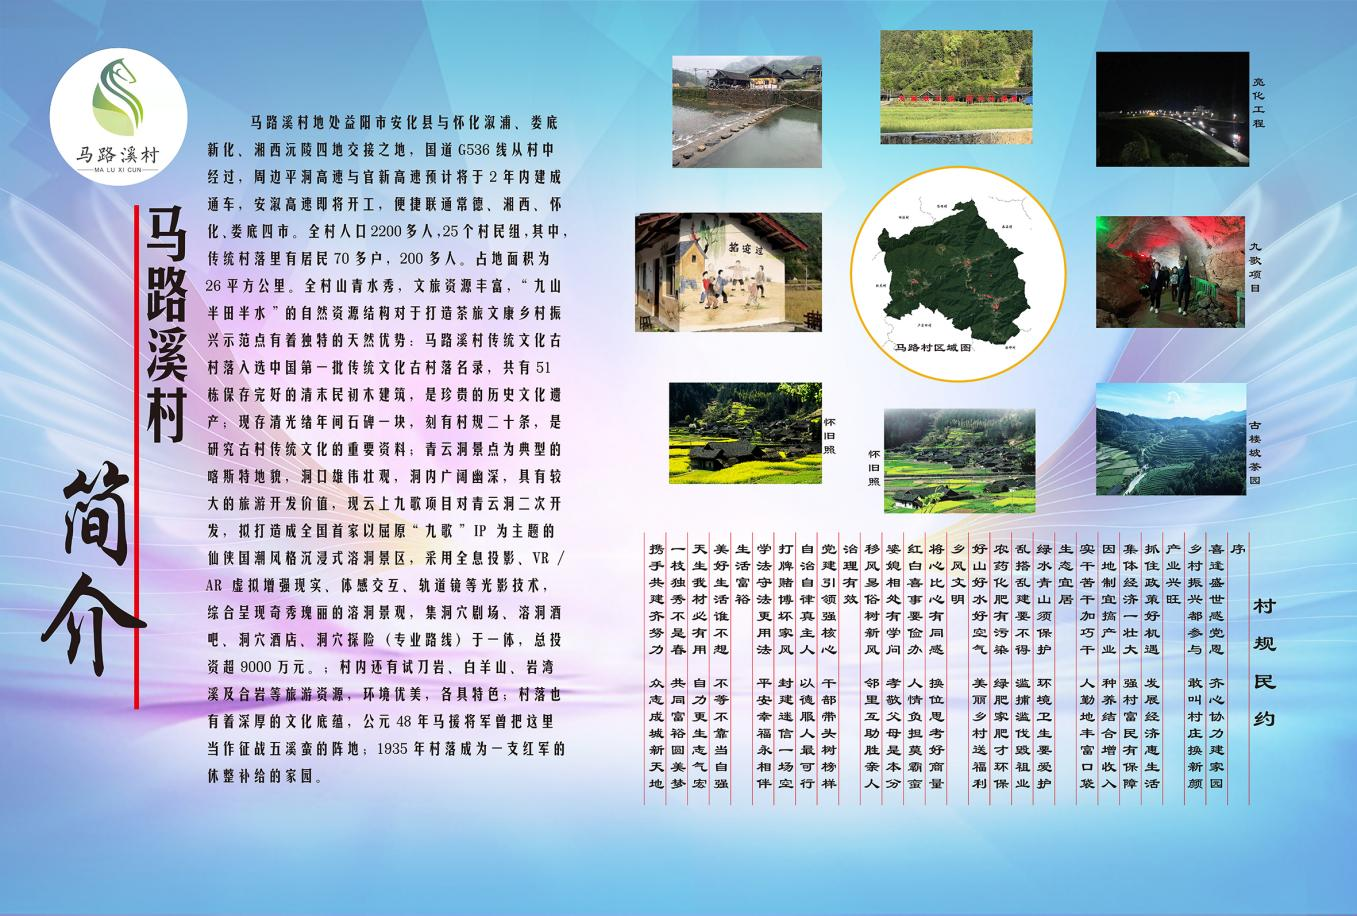 马路溪村
MA LU XI CUN
马路溪村
简介
马路溪村地处益阳市安化县与怀化溆浦、娄底
新化、湘西沅陵四地交接之地，国道 G536 线从村中
经过，周边平洞高速与官新高速预计将于 2 年内建成
通车，安溆高速即将开工，便捷联通常德、湘西、怀
化、娄底四市。全村人口2200多人,25个村民组,其中,
传统村落里有居民 70 多户，200 多人。占地面积为
26 平方公里。全村山青水秀，文旅资源丰富，“九山
半田半水”的自然资源结构对于打造茶旅文康乡村振
兴示范点有着独特的天然优势：马路溪村传统文化古
村落入选中国第一批传统文化古村落名录，共有 51
栋保存完好的清末民初木建筑，是珍贵的历史文化遗
产；现存清光绪年间石碑一块，刻有村规二十条，是
研究古村传统文化的重要资料；青云洞景点为典型的
喀斯特地貌，洞口雄伟壮观，洞内广阔幽深，具有较
大的旅游开发价值，现云上九歌项目对青云洞二次开
发，拟打造成全国首家以屈原“九歌”IP 为主题的
仙侠国潮风格沉浸式溶洞景区，采用全息投影、VR /
AR 虚拟增强现实、体感交互、轨道镜等光影技术，
综合呈现奇秀瑰丽的溶洞景观，集洞穴剧场、溶洞酒
吧、洞穴酒店、洞穴探险（专业路线）于一体，总投
资超 9000 万元。；村内还有试刀岩、白羊山、岩湾
溪及合岩等旅游资源，环境优美，各具特色；村落也
有着深厚的文化底蕴，公元 48 年马援将军曾把这里
当作征战五溪蛮的阵地；1935 年村落成为一支红军的
休整补给的家园。
亮化工程
掐迹过
马路村区域图
九歌项目
怀旧照
怀旧照
古楼坡茶园
村规民约
序
喜逢盛世感党恩 齐心协力建家园
乡村振兴都参与 敢叫村庄换新颜
产业兴旺
抓住政策好机遇 发展经济惠生活
集体经济一壮大 强村富民有保障
因地制宜搞产业 种养结合增收入
实干苦干加巧干 人勤地丰富口袋
生态宜居
绿水青山须保护 环境卫生要爱护
乱搭乱建要不得 滥捕滥伐毁祖业
农药化肥有污染 绿肥家肥才环保
好山好水好空气 美丽乡村送福利
乡风文明
将心比心有同感 换位思考好商量
红白喜事要俭办 人情负担莫霸蛮
婆媳相处有学问 孝敬父母是本分
移风易俗树新风 邻里互助胜亲人
治理有效
党建引领强核心 干部带头树榜样
自治自律真主人 以德服人最可行
打牌赌博坏家风 封建迷信一场空
学法守法更用法 平安幸福永相伴
生活富裕
美好生活谁不想 不等不靠当自强
天生我材必有用 自力更生志气宏
一枝独秀不是春 共同富裕圆美梦
携手共建齐努力 众志成城新天地